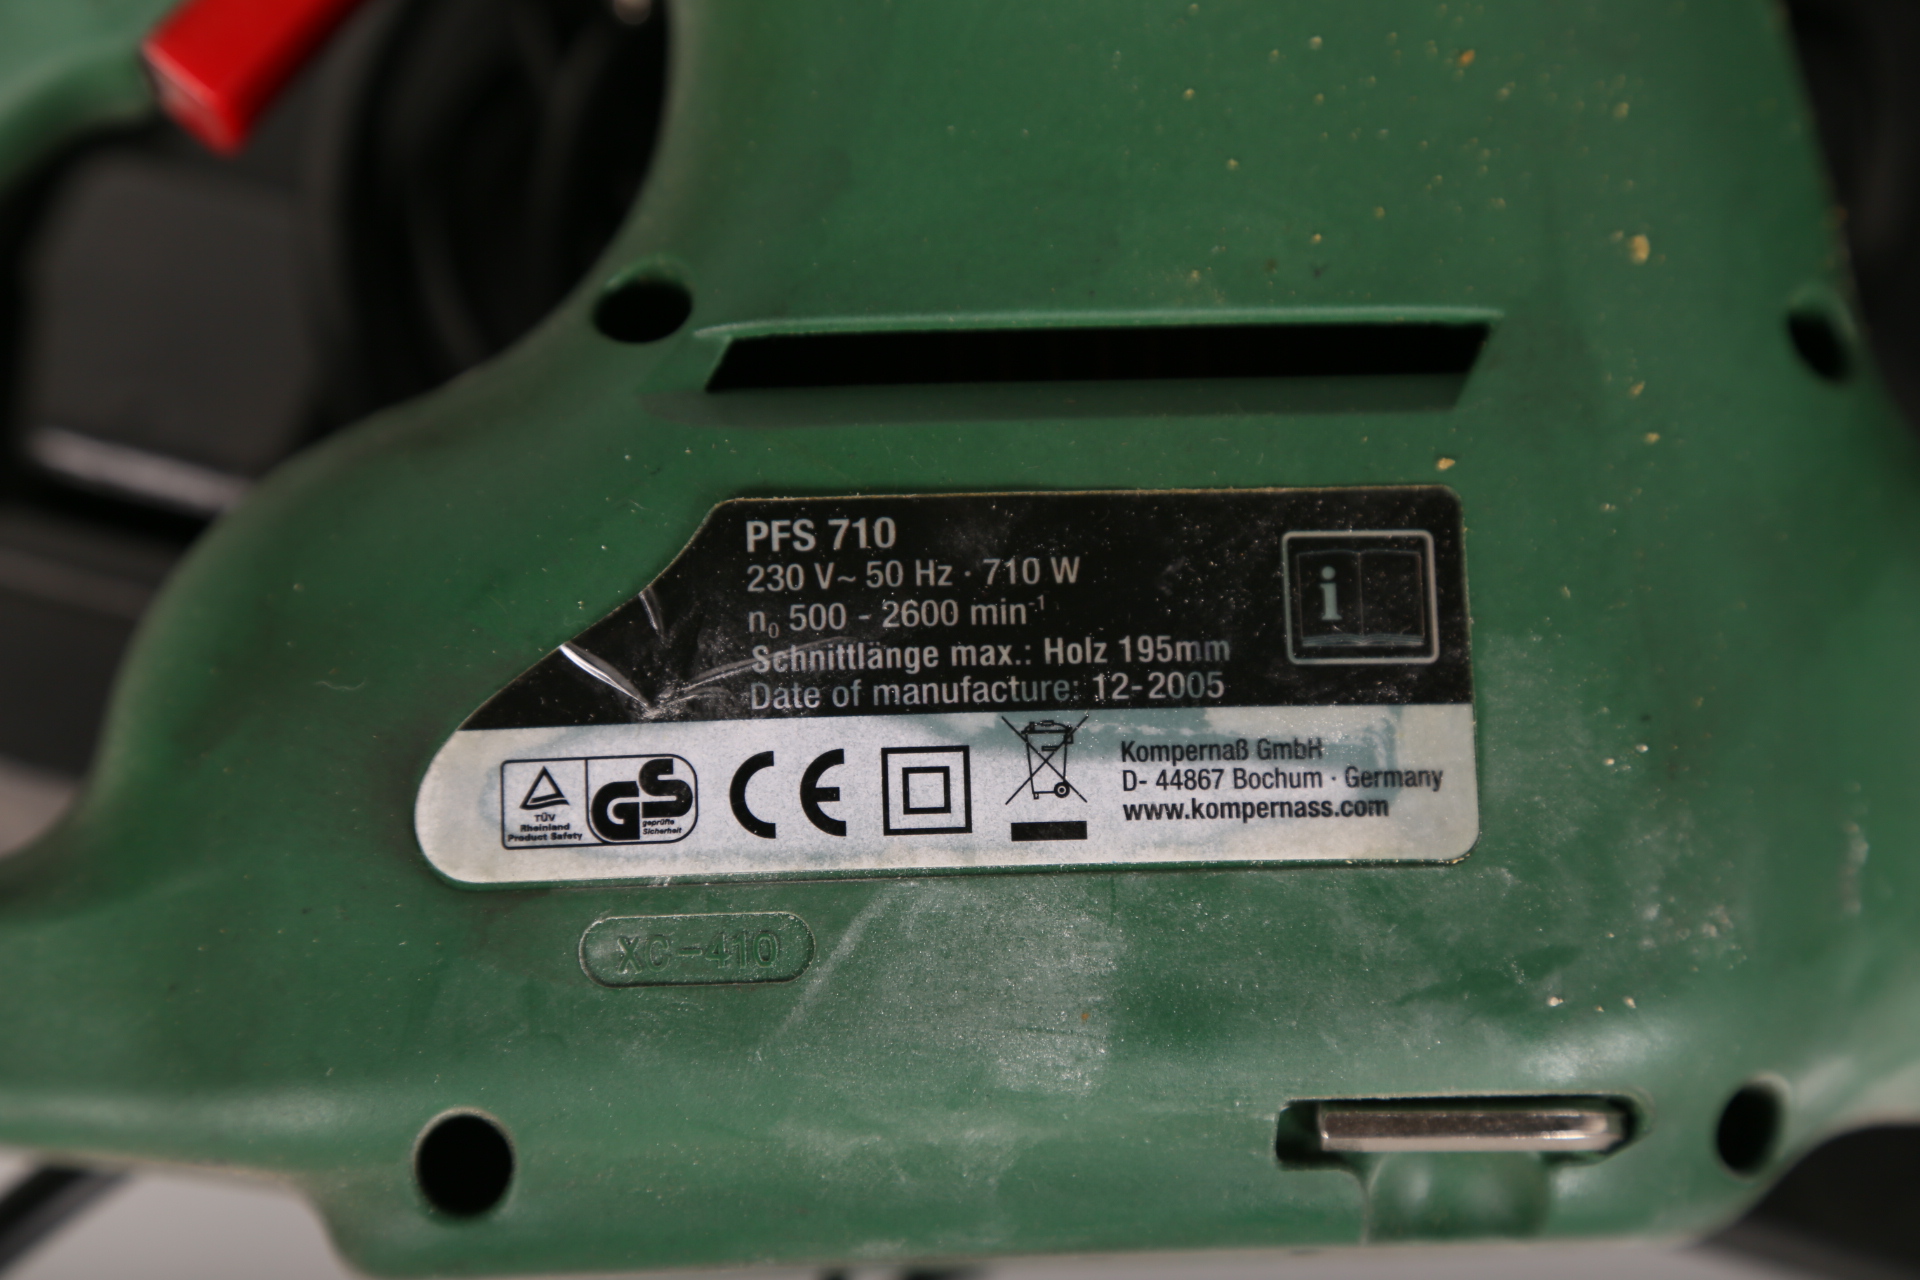 PFS 710
230 V~ 50 Hz · 710 W
n₀ 500 - 2600 min⁻¹
Schnittlänge max.: Holz 195mm
Date of manufacture: 12-2005
i
TÜV
Rheinland
Product Safety
GS
geprüfte
Sicherheit
CE
Kompernaß GmbH
D- 44867 Bochum · Germany
www.kompernass.com
XC-410